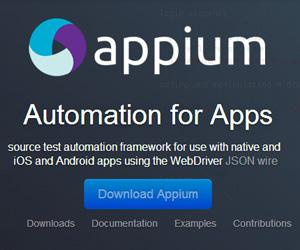 appium
Automation for Apps
source test automation framework for use with native and
iOS and Android apps using the WebDriver JSON wire
Download Appium
Downloads Documentation Examples Contributions